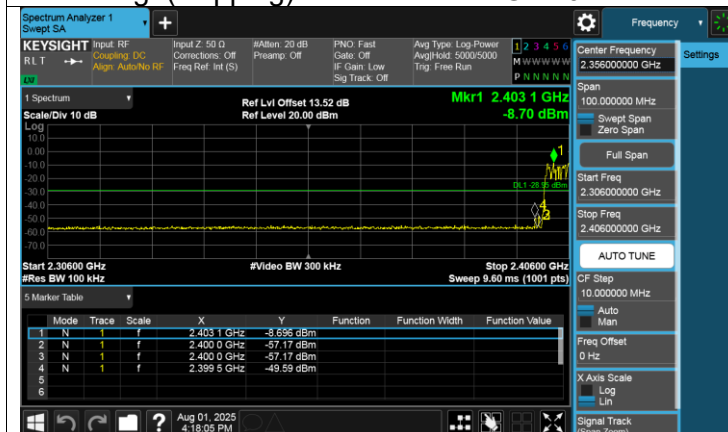 Spectrum Analyzer 1
Swept SA
Frequency
KEYSIGHT
RLT
Input: RF
Coupling: DC
Align: Auto/No RF
Input Z: 50 Ω
Corrections: Off
Freq Ref: Int (S)
#Atten: 20 dB
Preamp: Off
PNO: Fast
Gate: Off
IF Gain: Low
Sig Track: Off
Avg Type: Log-Power
Avg|Hold: 5000/5000
Trig: Free Run
1 2 3 4 5 6
M W W W W W
P N N N N N
Center Frequency
2.356000000 GHz
Settings
Span
100.000000 MHz
Swept Span
Zero Span
Full Span
Start Freq
2.306000000 GHz
Stop Freq
2.406000000 GHz
AUTO TUNE
CF Step
10.000000 MHz
Auto
Man
Freq Offset
0 Hz
X Axis Scale
Log
Lin
Signal Track
(Span Zoom)
1 Spectrum
Scale/Div 10 dB
Log
Ref Lvl Offset 13.52 dB
Ref Level 20.00 dBm
Mkr1 2.403 1 GHz
-8.70 dBm
10.0
0.00
-10.0
-20.0
-30.0
-40.0
-50.0
-60.0
-70.0
1
4
Start 2.30600 GHz
#Res BW 100 kHz
#Video BW 300 kHz
Stop 2.40600 GHz
Sweep 9.60 ms (1001 pts)
5 Marker Table
Mode Trace Scale X Y Function Function Width Function Value
1 N 1 f 2.403 1 GHz -8.696 dBm
2 N 1 f 2.400 0 GHz -57.17 dBm
3 N 1 f 2.400 0 GHz -57.17 dBm
4 N 1 f 2.399 5 GHz -49.59 dBm
5
6
Aug 01, 2025
4:18:05 PM